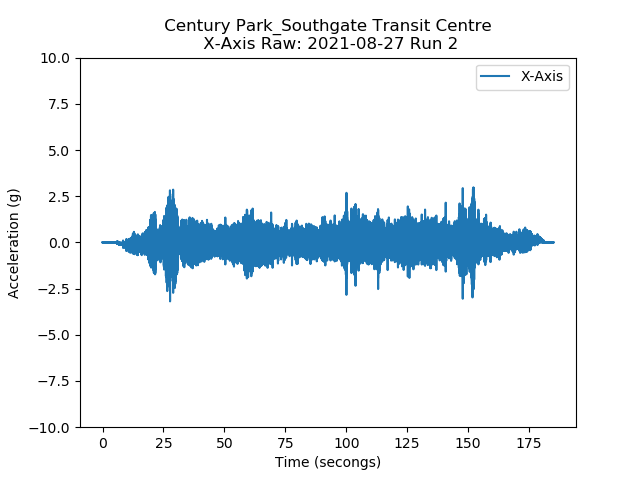 Century Park_Southgate Transit Centre
X-Axis Raw: 2021-08-27 Run 2
X-Axis
10.0
7.5
5.0
2.5
0.0
−2.5
−5.0
−7.5
−10.0
Acceleration (g)
0 25 50 75 100 125 150 175
Time (secongs)